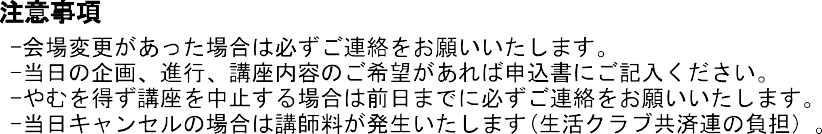 注意事項
-会場変更があった場合は必ずご連絡をお願いいたします。
-当日の企画、進行、講座内容のご希望があれば申込書にご記入ください。
-やむを得ず講座を中止する場合は前日までに必ずご連絡をお願いいたします。
-当日キャンセルの場合は講師料が発生いたします(生活クラブ共済連の負担）。